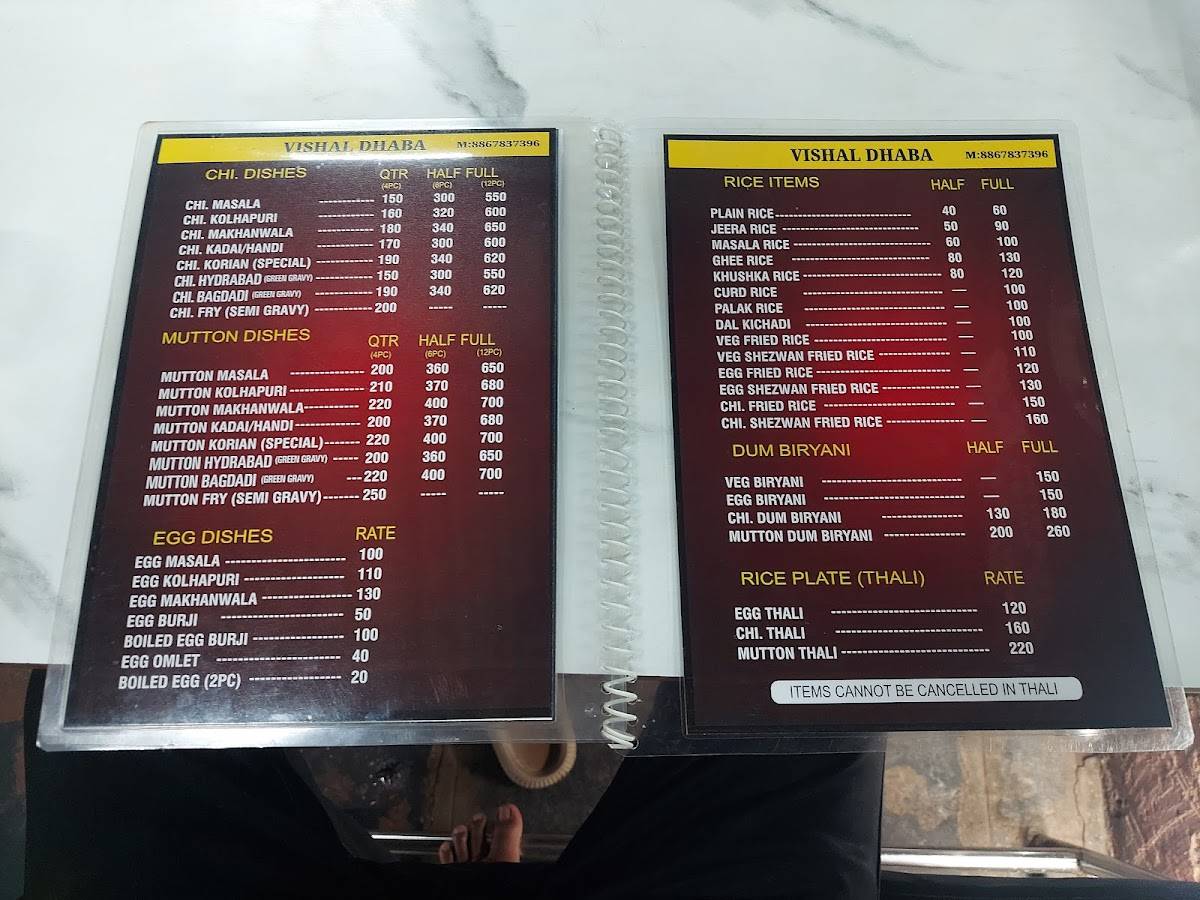 VISHAL DHABA M:8867837396
CHI. DISHES QTR HALF FULL
(4PC) (6PC) (12PC)
CHI. MASALA ----------- 150 300 550
CHI. KOLHAPURI ----------- 160 320 600
CHI. MAKHANWALA ----------- 180 340 650
CHI. KADAI/HANDI ----------- 170 300 600
CHI. KORIAN (SPECIAL) ----------- 190 340 620
CHI. HYDRABAD (GREEN GRAVY) ----------- 150 300 550
CHI. BAGDADI (GREEN GRAVY) ----------- 190 340 620
CHI. FRY (SEMI GRAVY) ----------- 200 ----- -----
MUTTON DISHES QTR HALF FULL
(4PC) (6PC) (12PC)
MUTTON MASALA --------------- 200 360 650
MUTTON KOLHAPURI --------------- 210 370 680
MUTTON MAKHANWALA----------- 220 400 700
MUTTON KADAI/HANDI------------- 200 370 680
MUTTON KORIAN (SPECIAL)------- 220 400 700
MUTTON HYDRABAD (GREEN GRAVY) ----- 200 360 650
MUTTON BAGDADI (GREEN GRAVY) ---220 400 700
MUTTON FRY (SEMI GRAVY)------- 250 ----- -----
EGG DISHES RATE
EGG MASALA -------------------- 100
EGG KOLHAPURI ----------------- 110
EGG MAKHANWALA --------------- 130
EGG BURJI -------------------- 50
BOILED EGG BURJI --------------- 100
EGG OMLET -------------------- 40
BOILED EGG (2PC) --------------- 20
VISHAL DHABA M:8867837396
RICE ITEMS HALF FULL
PLAIN RICE---------------------------- 40 60
JEERA RICE ---------------------------- 50 90
MASALA RICE ---------------------------- 60 100
GHEE RICE ---------------------------- 80 130
KHUSHKA RICE ---------------------------- 80 120
CURD RICE ---------------------------- — 100
PALAK RICE ---------------------------- — 100
DAL KICHADI ---------------------------- — 100
VEG FRIED RICE --------------------------- — 100
VEG SHEZWAN FRIED RICE -------------------- — 110
EGG FRIED RICE --------------------------- — 120
EGG SHEZWAN FRIED RICE --------------------- — 130
CHI. FRIED RICE --------------------------- — 150
CHI. SHEZWAN FRIED RICE --------------------- — 160
DUM BIRYANI HALF FULL
VEG BIRYANI ---------------------------- — 150
EGG BIRYANI ---------------------------- — 150
CHI. DUM BIRYANI ---------------- 130 180
MUTTON DUM BIRYANI ---------------- 200 260
RICE PLATE (THALI) RATE
EGG THALI ---------------------------- 120
CHI. THALI ---------------------------- 160
MUTTON THALI ---------------------------- 220
ITEMS CANNOT BE CANCELLED IN THALI